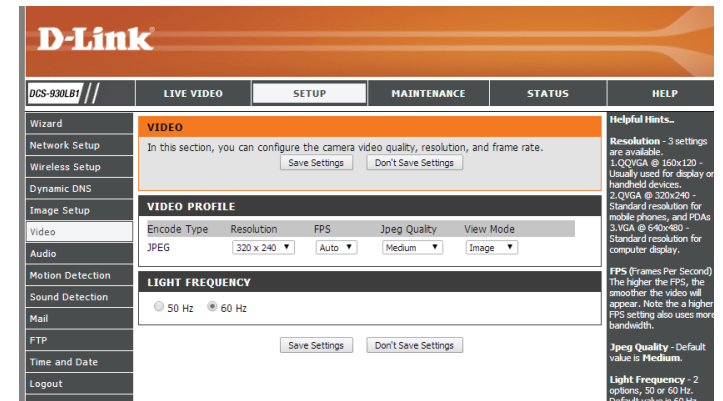 D-Link
DCS-930LB1 //
LIVE VIDEO
SETUP
MAINTENANCE
STATUS
HELP
Wizard
Network Setup
Wireless Setup
Dynamic DNS
Image Setup
Video
Audio
Motion Detection
Sound Detection
Mail
FTP
Time and Date
Logout
VIDEO
In this section, you can configure the camera video quality, resolution, and frame rate.
Save Settings
Don't Save Settings
VIDEO PROFILE
Encode Type Resolution FPS Jpeg Quality View Mode
JPEG 320 x 240 ▼ Auto ▼ Medium ▼ Image ▼
LIGHT FREQUENCY
50 Hz 60 Hz
Save Settings
Don't Save Settings
Helpful Hints..
Resolution - 3 settings
are available.
1.QQVGA @ 160x120 -
Usually used for display or
handheld devices.
2.QVGA @ 320x240 -
Standard resolution for
mobile phones, and PDAs
3.VGA @ 640x480 -
Standard resolution for
computer display.
FPS (Frames Per Second)
The higher the FPS, the
smoother the video will
appear. Note the a higher
FPS setting also uses more
bandwidth.
Jpeg Quality - Default
value is Medium.
Light Frequency - 2
options, 50 or 60 Hz.
Default value is 60 Hz